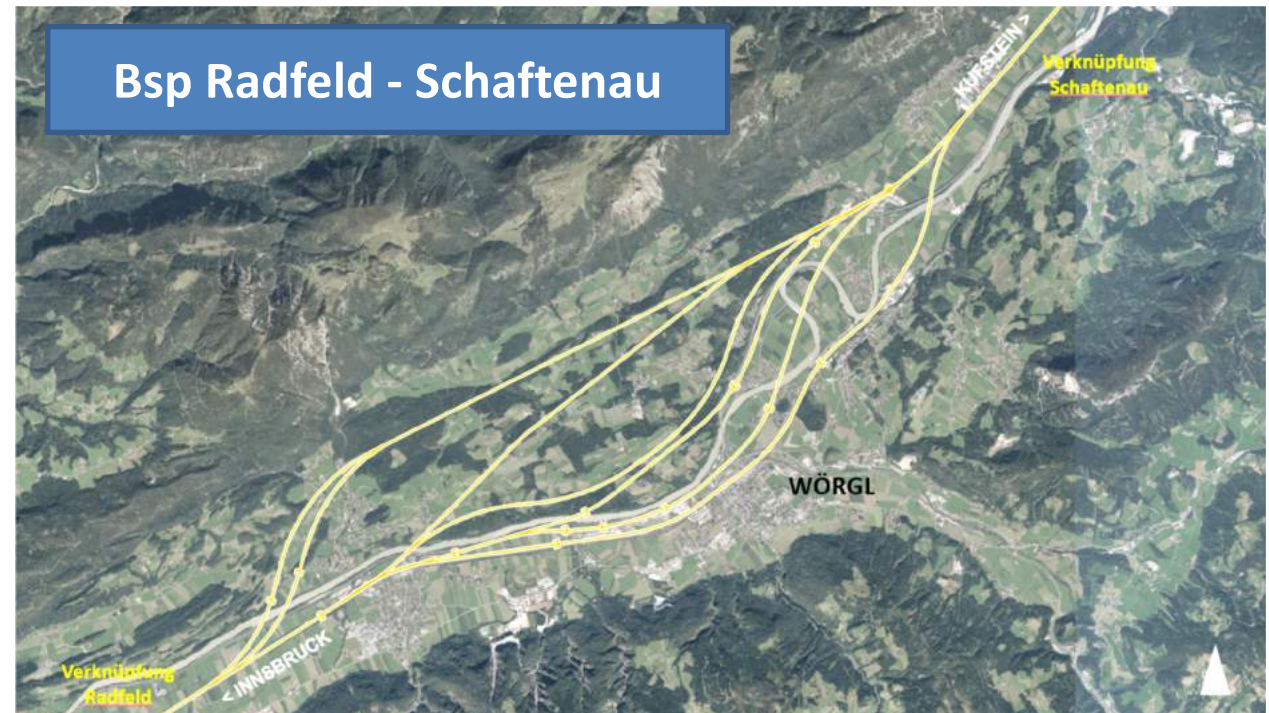 Bsp Radfeld - Schaftenau
KUFSTEIN >
Verknüpfung
Schaftenau
WÖRGL
< INNSBRUCK
Verknüpfung
Radfeld